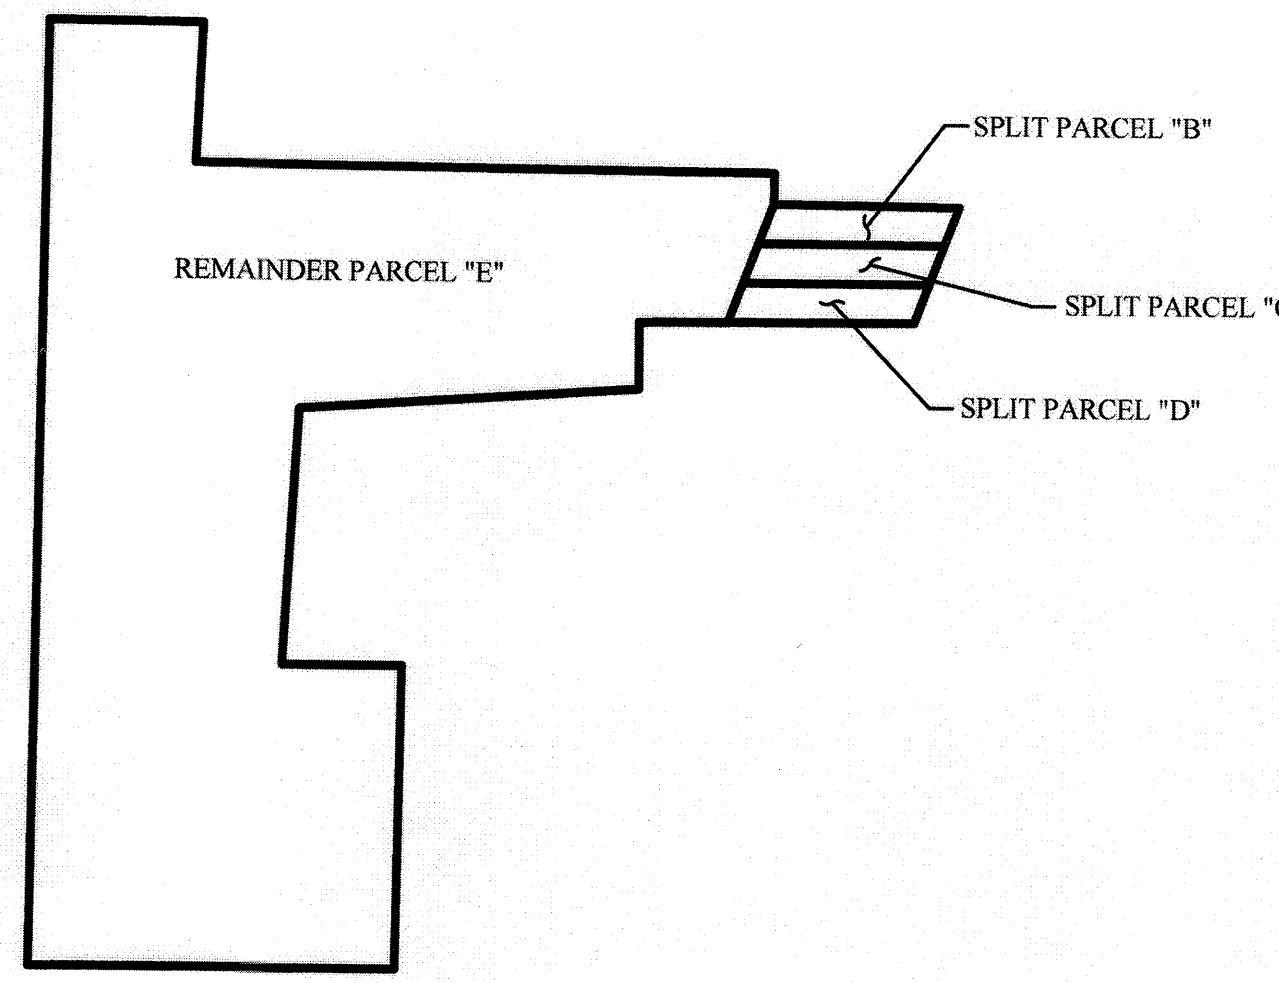 SPLIT PARCEL "B"
REMAINDER PARCEL "E"
SPLIT PARCEL "
SPLIT PARCEL "D"